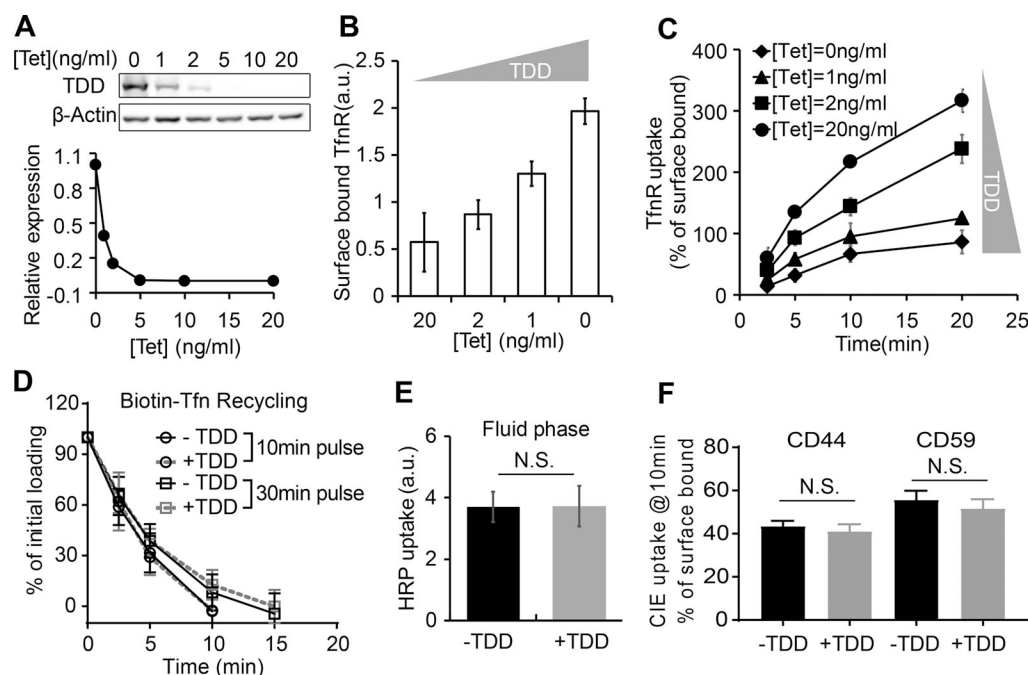 A
[Tet](ng/ml) 0 1 2 5 10 20
TDD
β-Actin
Relative expression
1.1
0.8
0.5
0.2
-0.1
0 5 10 15 20
[Tet] (ng/ml)
B
TDD
Surface bound TfnR(a.u.)
2.5
2
1.5
1
0.5
0
20 2 1 0
[Tet] (ng/ml)
C
TfnR uptake
(% of surface bound)
400
300
200
100
0
[Tet]=0ng/ml
[Tet]=1ng/ml
[Tet]=2ng/ml
[Tet]=20ng/ml
TDD
0 5 10 15 20 25
Time(min)
D
Biotin-Tfn Recycling
- TDD
+TDD
10min pulse
- TDD
+TDD
30min pulse
% of initial loading
120
90
60
30
0
0 5 10 15 20
Time (min)
E
Fluid phase
N.S.
HRP uptake (a.u.)
6
4
2
0
-TDD +TDD
F
CD44 CD59
N.S. N.S.
CIE uptake @10min
% of surface bound
80
60
40
20
0
-TDD +TDD -TDD +TDD